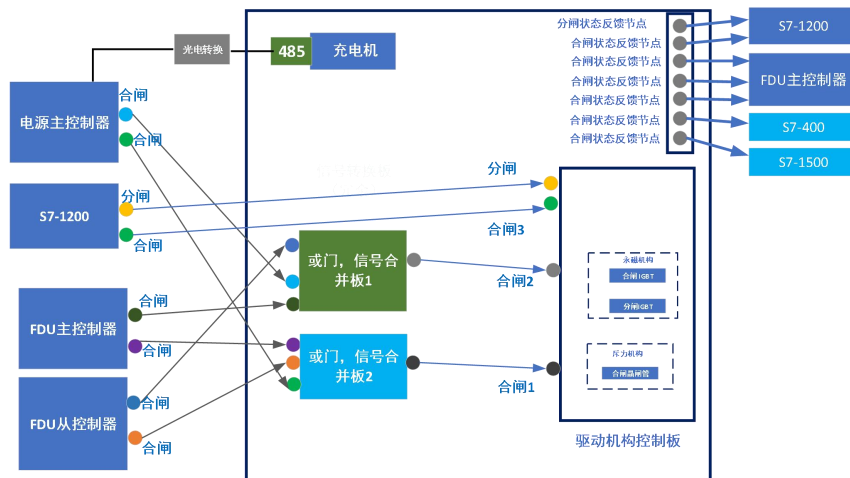 分闸状态反馈节点
合闸状态反馈节点
合闸状态反馈节点
合闸状态反馈节点
合闸状态反馈节点
合闸状态反馈节点
合闸状态反馈节点
S7-1200
FDU主控制器
S7-400
S7-1500
光电转换
485
充电机
电源主控制器
合闸
合闸
S7-1200
分闸
合闸
分闸
合闸3
或门，信号合
并板1
合闸2
FDU主控制器
合闸
合闸
或门，信号合
并板2
合闸1
FDU从控制器
合闸
合闸
永磁机构
合闸IGBT
分闸IGBT
斥力机构
合闸晶闸管
驱动机构控制板